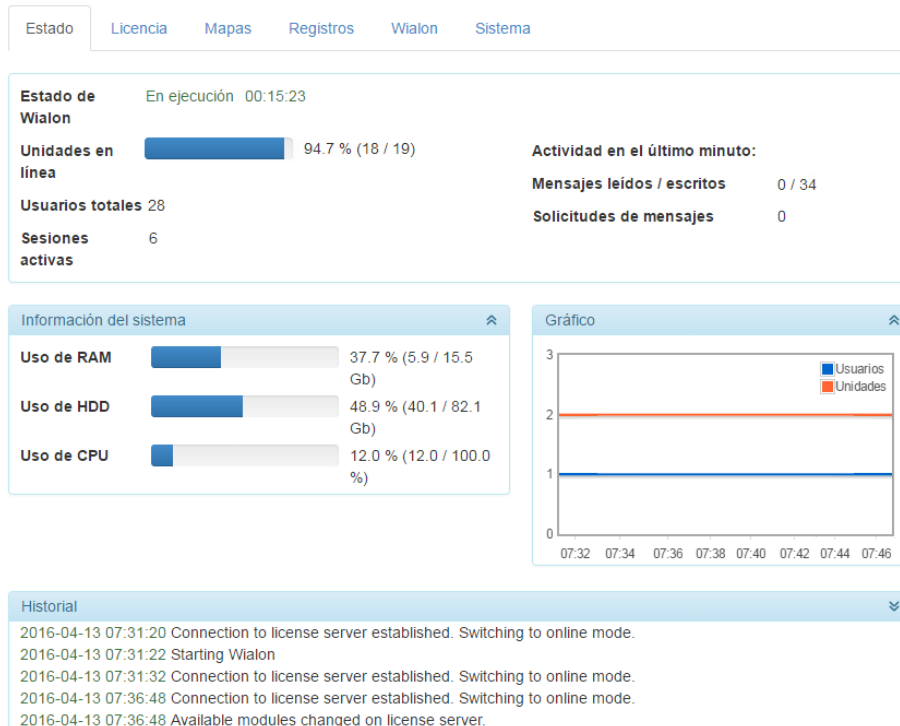 Estado Licencia Mapas Registros Wialon Sistema
Estado de Wialon En ejecución 00:15:23
Unidades en línea 94.7 % (18 / 19)
Usuarios totales 28
Sesiones activas 6
Actividad en el último minuto:
Mensajes leídos / escritos 0 / 34
Solicitudes de mensajes 0
Información del sistema
Uso de RAM 37.7 % (5.9 / 15.5 Gb)
Uso de HDD 48.9 % (40.1 / 82.1 Gb)
Uso de CPU 12.0 % (12.0 / 100.0 %)
Gráfico
3
Usuarios
Unidades
2
1
0
07:32 07:34 07:36 07:38 07:40 07:42 07:44 07:46
Historial
2016-04-13 07:31:20 Connection to license server established. Switching to online mode.
2016-04-13 07:31:22 Starting Wialon
2016-04-13 07:31:32 Connection to license server established. Switching to online mode.
2016-04-13 07:36:48 Connection to license server established. Switching to online mode.
2016-04-13 07:36:48 Available modules changed on license server.